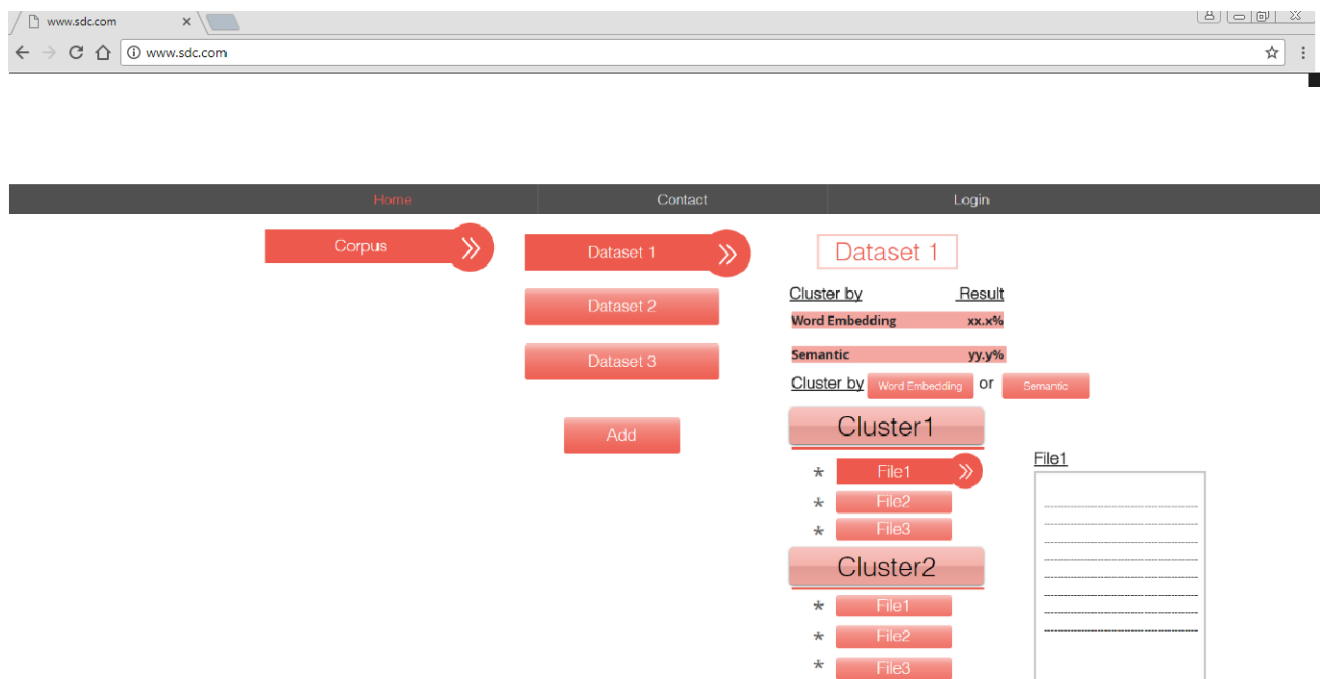 www.sdc.com
www.sdc.com
Home Contact Login
Corpus
Dataset 1
Dataset 2
Dataset 3
Add
Dataset 1
Cluster by Result
Word Embedding xx.x%
Semantic yy.y%
Cluster by Word Embedding or Semantic
Cluster1
* File1
* File2
* File3
Cluster2
* File1
* File2
* File3
File1